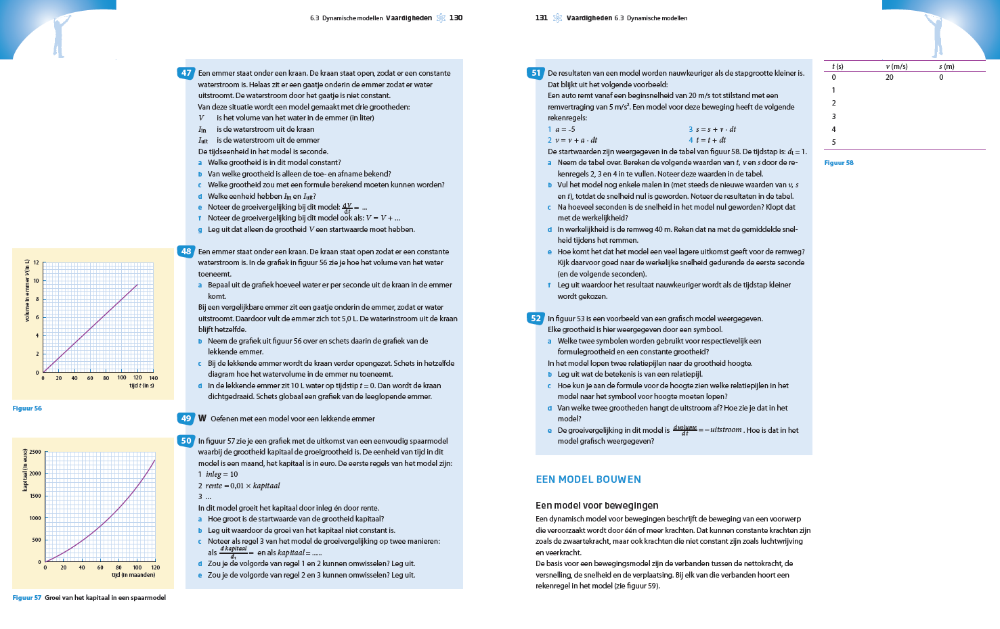 6.3 Dynamische modellen Vaardigheden 130
47 Een emmer staat onder een kraan. De kraan staat open, zodat er een constante
waterstroom is. Helaas zit er een gaatje onderin de emmer zodat er water
uitstroomt. De waterstroom door het gaatje is niet constant.
Van deze situatie wordt een model gemaakt met drie grootheden:
V is het volume van het water in de emmer (in liter)
I_in is de waterstroom uit de kraan
I_uit is de waterstroom uit de emmer
De tijdseenheid in het model is seconde.
a Welke grootheid is in dit model constant?
b Van welke grootheid is alleen de toe- en afname bekend?
c Welke grootheid zou met een formule berekend moeten kunnen worden?
d Welke eenheid hebben I_in en I_uit?
e Noteer de groeivergelijking bij dit model: dV/dt = ...
f Noteer de groeivergelijking bij dit model ook als: V = V + ...
g Leg uit dat alleen de grootheid V een startwaarde moet hebben.
48 Een emmer staat onder een kraan. De kraan staat open zodat er een constante
waterstroom is. In de grafiek in figuur 56 zie je hoe het volume van het water
toeneemt.
a Bepaal uit de grafiek hoeveel water er per seconde uit de kraan in de emmer
komt.
Bij een vergelijkbare emmer zit een gaatje onderin de emmer, zodat er water
uitstroomt. Daardoor vult de emmer zich tot 5,0 L. De waterinstroom uit de kraan
blijft hetzelfde.
b Neem de grafiek uit figuur 56 over en schets daarin de grafiek van de
lekkende emmer.
c Bij de lekkende emmer wordt de kraan verder opengezet. Schets in hetzelfde
diagram hoe het watervolume in de emmer nu toeneemt.
d In de lekkende emmer zit 10 L water op tijdstip t = 0. Dan wordt de kraan
dichtgedraaid. Schets globaal een grafiek van de leeglopende emmer.
49 W Oefenen met een model voor een lekkende emmer
50 In figuur 57 zie je een grafiek met de uitkomst van een eenvoudig spaarmodel
waarbij de grootheid kapitaal de groeigrootheid is. De eenheid van tijd in dit
model is een maand, het kapitaal is in euro. De eerste regels van het model zijn:
1 inleg = 10
2 rente = 0,01 × kapitaal
3 ...
In dit model groeit het kapitaal door inleg én door rente.
a Hoe groot is de startwaarde van de grootheid kapitaal?
b Leg uit waardoor de groei van het kapitaal niet constant is.
c Noteer als regel 3 van het model de groeivergelijking op twee manieren:
als d kapitaal/dt = en als kapitaal = ......
d Zou je de volgorde van regel 1 en 2 kunnen omwisselen? Leg uit.
e Zou je de volgorde van regel 2 en 3 kunnen omwisselen? Leg uit.
volume in emmer V (in L)
12
10
8
6
4
2
0
0 20 40 60 80 100 120 140
tijd t (in s)
Figuur 56
kapitaal (in euro)
2500
2000
1500
1000
500
0
0 20 40 60 80 100 120
tijd (in maanden)
Figuur 57 Groei van het kapitaal in een spaarmodel
131 Vaardigheden 6.3 Dynamische modellen
51 De resultaten van een model worden nauwkeuriger als de stapgrootte kleiner is.
Dat blijkt uit het volgende voorbeeld:
Een auto remt vanaf een beginsnelheid van 20 m/s tot stilstand met een
remvertraging van 5 m/s². Een model voor deze beweging heeft de volgende
rekenregels:
1 a = -5 3 s = s + v · dt
2 v = v + a · dt 4 t = t + dt
De startwaarden zijn weergegeven in de tabel van figuur 58. De tijdstap is: dt = 1.
a Neem de tabel over. Bereken de volgende waarden van t, v en s door de re-
kenregels 2, 3 en 4 in te vullen. Noteer deze waarden in de tabel.
b Vul het model nog enkele malen in (met steeds de nieuwe waarden van v, s
en t), totdat de snelheid nul is geworden. Noteer de resultaten in de tabel.
c Na hoeveel seconden is de snelheid in het model nul geworden? Klopt dat
met de werkelijkheid?
d In werkelijkheid is de remweg 40 m. Reken dat na met de gemiddelde snel-
heid tijdens het remmen.
e Hoe komt het dat het model een veel lagere uitkomst geeft voor de remweg?
Kijk daarvoor goed naar de werkelijke snelheid gedurende de eerste seconde
(en de volgende seconden).
f Leg uit waardoor het resultaat nauwkeuriger wordt als de tijdstap kleiner
wordt gekozen.
52 In figuur 53 is een voorbeeld van een grafisch model weergegeven.
Elke grootheid is hier weergegeven door een symbool.
a Welke twee symbolen worden gebruikt voor respectievelijk een
formulegrootheid en een constante grootheid?
In het model lopen twee relatiepijlen naar de grootheid hoogte.
b Leg uit wat de betekenis is van een relatiepijl.
c Hoe kun je aan de formule voor de hoogte zien welke relatiepijlen in het
model naar het symbool voor hoogte moeten lopen?
d Van welke twee grootheden hangt de uitstroom af? Hoe zie je dat in het
model?
e De groeivergelijking in dit model is dvolume/dt = −uitstroom . Hoe is dat in het
model grafisch weergegeven?
EEN MODEL BOUWEN
Een model voor bewegingen
Een dynamisch model voor bewegingen beschrijft de beweging van een voorwerp
die veroorzaakt wordt door één of meer krachten. Dat kunnen constante krachten zijn
zoals de zwaartekracht, maar ook krachten die niet constant zijn zoals luchtwrijving
en veerkracht.
De basis voor een bewegingsmodel zijn de verbanden tussen de nettokracht, de
versnelling, de snelheid en de verplaatsing. Bij elk van die verbanden hoort een
rekenregel in het model (zie figuur 59).
t (s) v (m/s) s (m)
0 20 0
1
2
3
4
5
Figuur 58